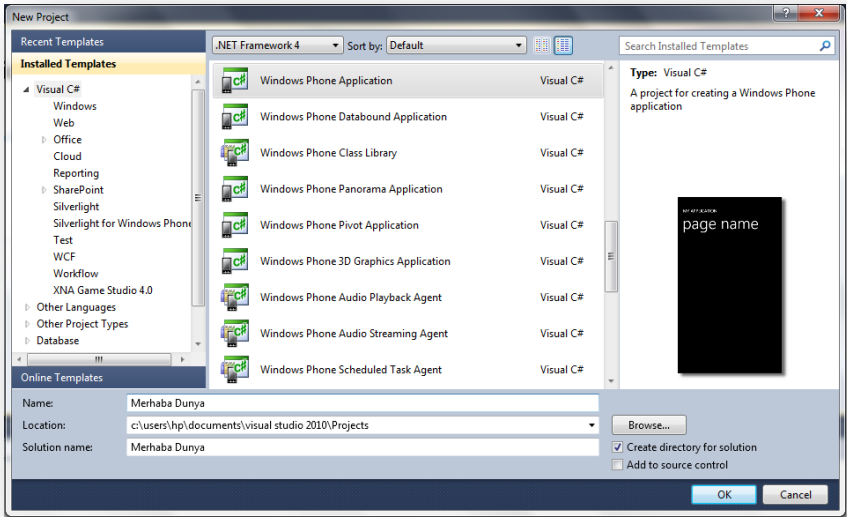 New Project
Recent Templates
Installed Templates
Visual C#
Windows
Web
Office
Cloud
Reporting
SharePoint
Silverlight
Silverlight for Windows Phone
Test
WCF
Workflow
XNA Game Studio 4.0
Other Languages
Other Project Types
Database
Online Templates
.NET Framework 4 Sort by: Default
Windows Phone Application Visual C#
Windows Phone Databound Application Visual C#
Windows Phone Class Library Visual C#
Windows Phone Panorama Application Visual C#
Windows Phone Pivot Application Visual C#
Windows Phone 3D Graphics Application Visual C#
Windows Phone Audio Playback Agent Visual C#
Windows Phone Audio Streaming Agent Visual C#
Windows Phone Scheduled Task Agent Visual C#
Search Installed Templates
Type: Visual C#
A project for creating a Windows Phone
application
MY APPLICATION
page name
Name: Merhaba Dunya
Location: c:\users\hp\documents\visual studio 2010\Projects Browse...
Solution name: Merhaba Dunya Create directory for solution
Add to source control
OK Cancel